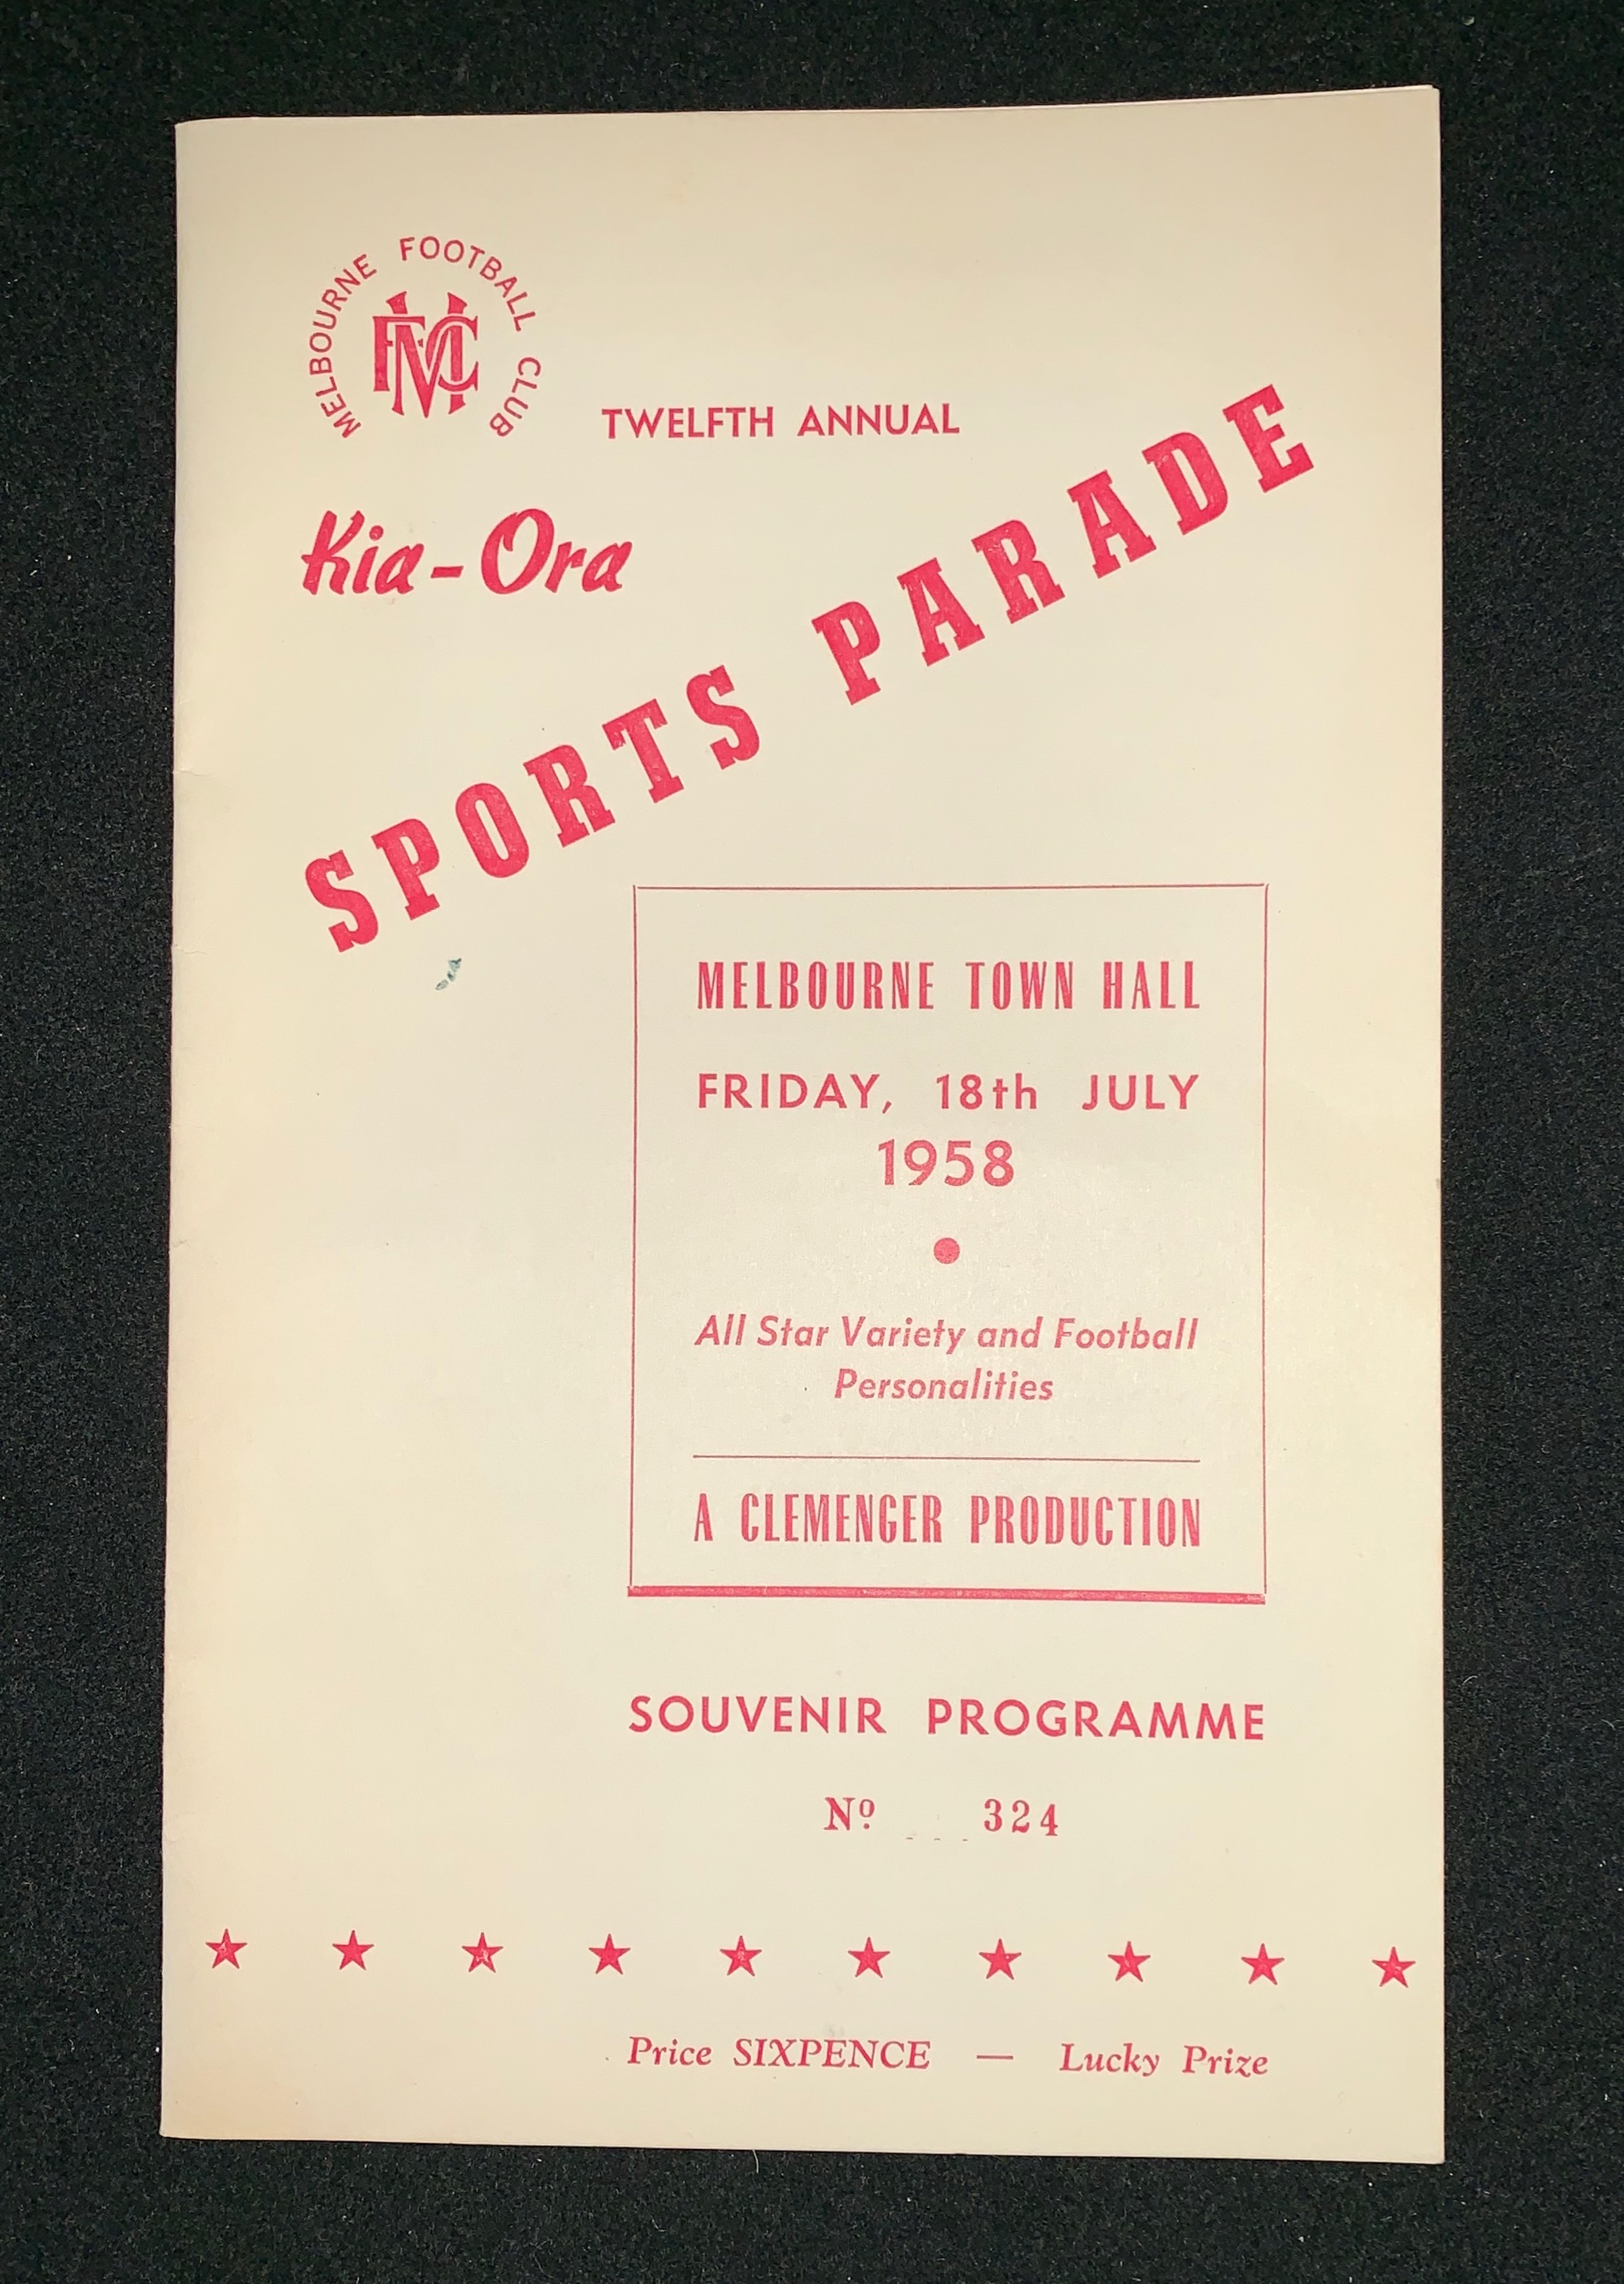 MELBOURNE FOOTBALL CLUB
MFC
TWELFTH ANNUAL
Kia-Ora
SPORTS PARADE
MELBOURNE TOWN HALL
FRIDAY, 18th JULY
1958
All Star Variety and Football
Personalities
A CLEMENGER PRODUCTION
SOUVENIR PROGRAMME
Nº 324
Price SIXPENCE — Lucky Prize